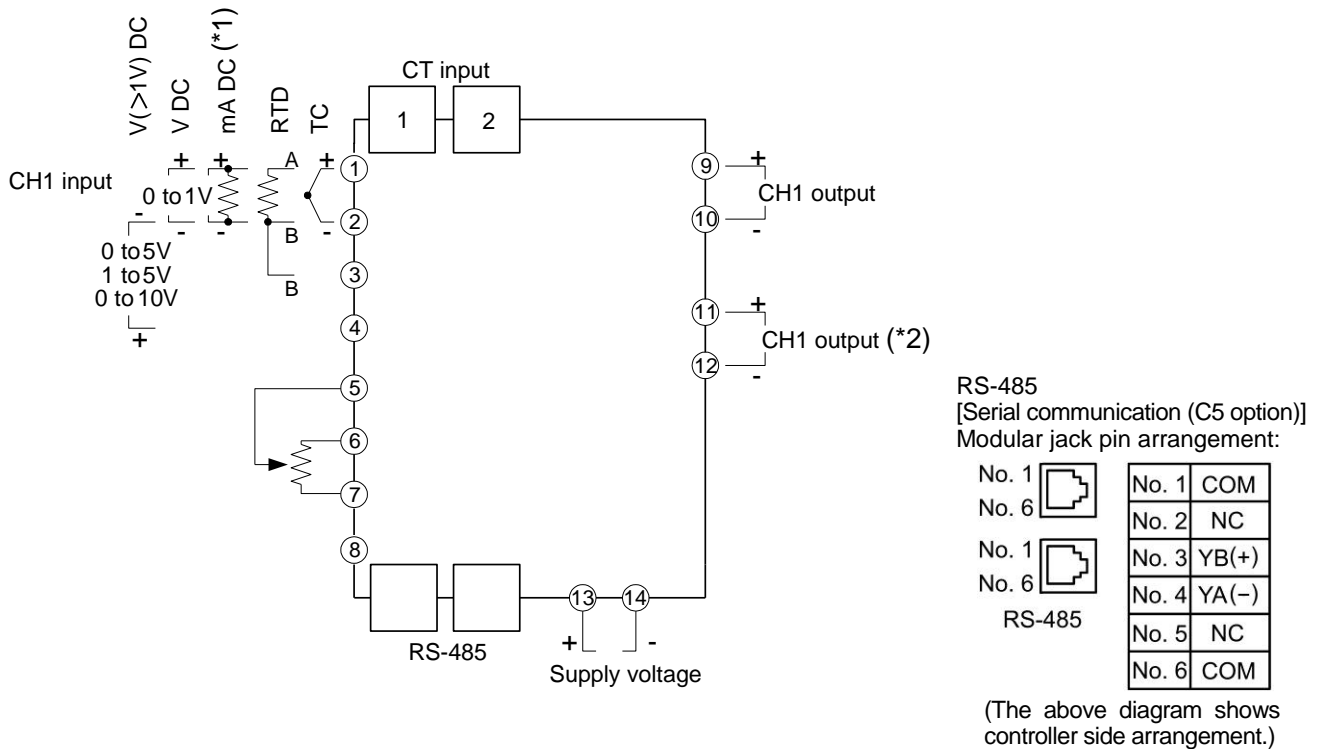 V(>1V) DC
V DC
mA DC (*1)
RTD
TC
CT input
1
2
CH1 input
+
+
A
+
1
0 to 1V
-
-
-
B
-
2
0 to 5V
1 to 5V
0 to 10V
+
B
3
4
5
6
7
8
9
+
CH1 output
10
-
11
+
CH1 output (*2)
12
-
13
14
+
-
RS-485
Supply voltage
RS-485
[Serial communication (C5 option)]
Modular jack pin arrangement:
No. 1
No. 6
No. 1
No. 6
RS-485
No. 1 COM
No. 2 NC
No. 3 YB(+)
No. 4 YA(−)
No. 5 NC
No. 6 COM
(The above diagram shows
controller side arrangement.)